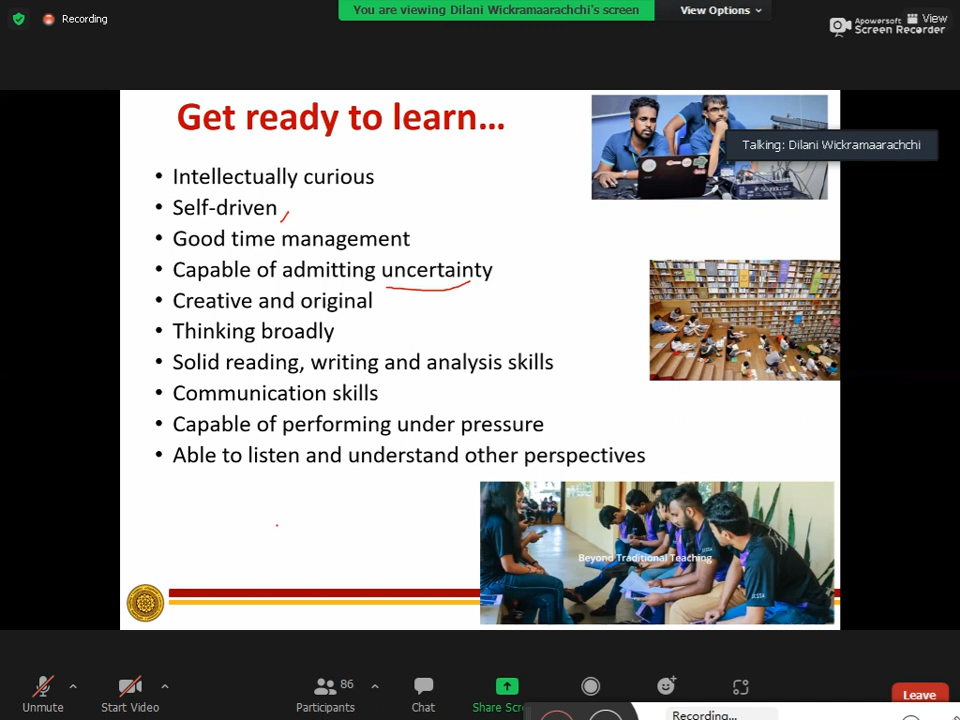 You are viewing Dilani Wickramaarachchi's screen
View Options
Recording
Apowersoft
Screen Recorder
View
Get ready to learn...
Talking: Dilani Wickramaarachchi
• Intellectually curious
• Self-driven
• Good time management
• Capable of admitting uncertainty
• Creative and original
• Thinking broadly
• Solid reading, writing and analysis skills
• Communication skills
• Capable of performing under pressure
• Able to listen and understand other perspectives
Beyond Traditional Teaching
86
Unmute
Start Video
Participants
Chat
Share Scr
Leave
Recording...